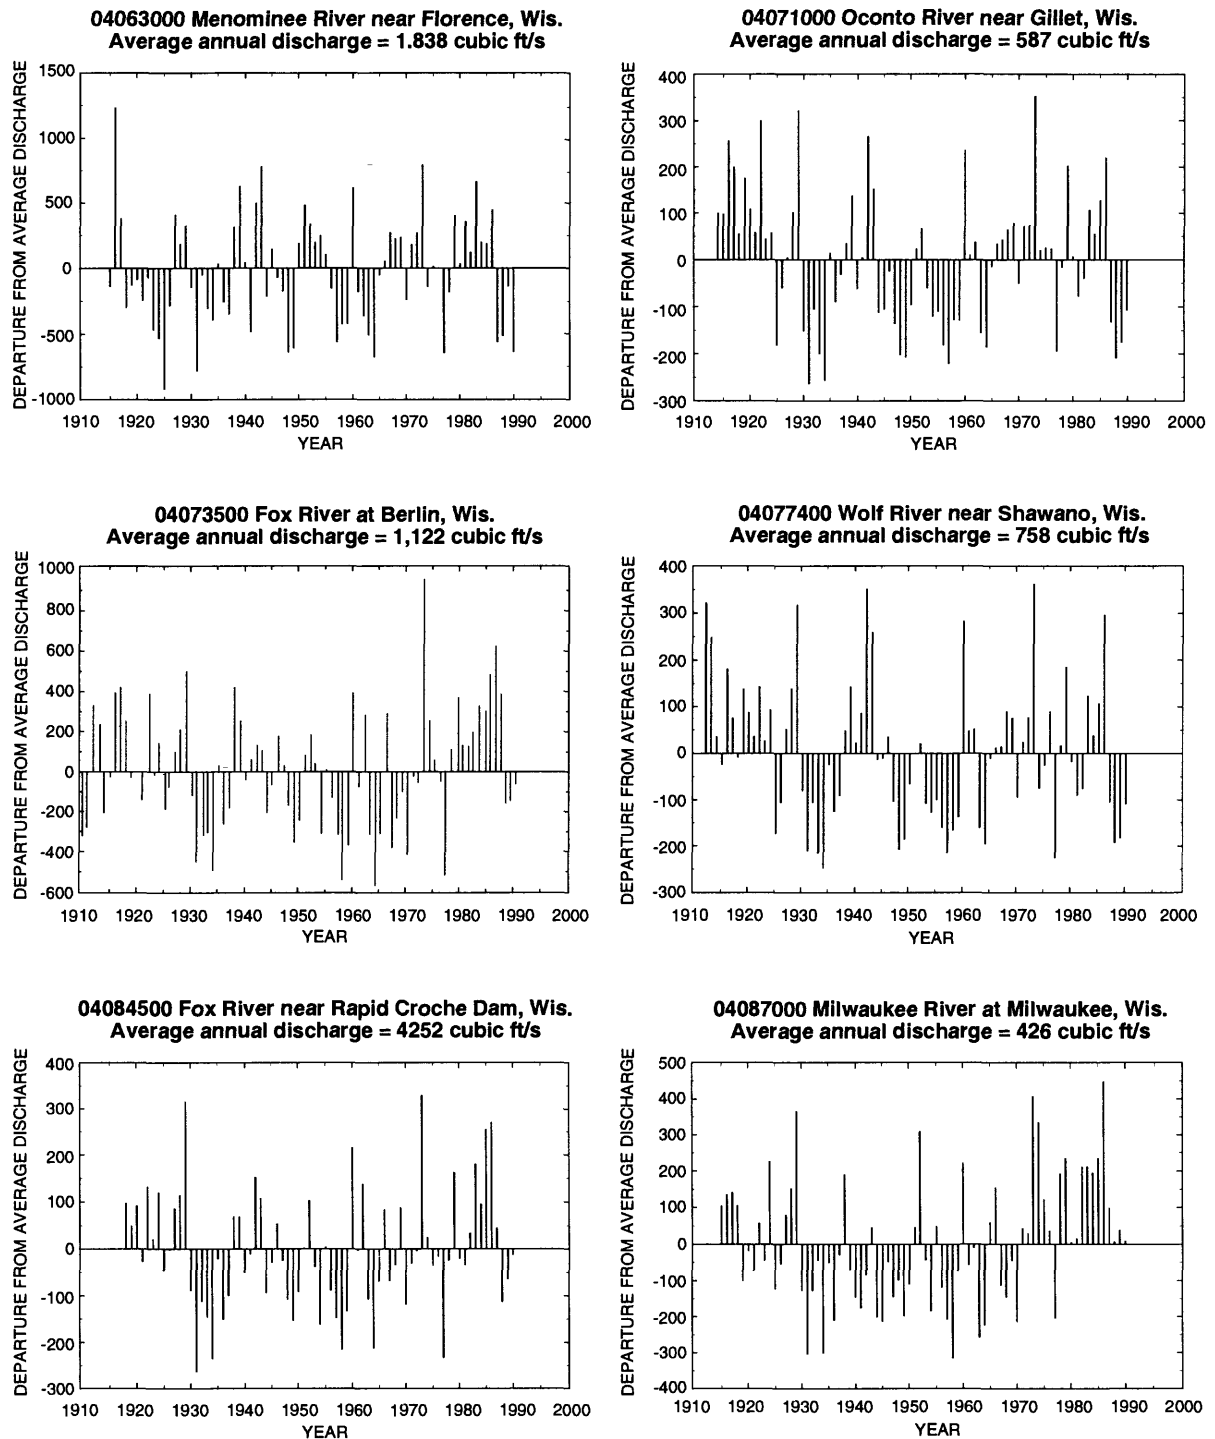 04063000 Menominee River near Florence, Wis.
Average annual discharge = 1.838 cubic ft/s
DEPARTURE FROM AVERAGE DISCHARGE
1500
1000
500
0
-500
-1000
1910 1920 1930 1940 1950 1960 1970 1980 1990 2000
YEAR
04071000 Oconto River near Gillet, Wis.
Average annual discharge = 587 cubic ft/s
DEPARTURE FROM AVERAGE DISCHARGE
400
300
200
100
0
-100
-200
-300
1910 1920 1930 1940 1950 1960 1970 1980 1990 2000
YEAR
04073500 Fox River at Berlin, Wis.
Average annual discharge = 1,122 cubic ft/s
DEPARTURE FROM AVERAGE DISCHARGE
1000
800
600
400
200
0
-200
-400
-600
1910 1920 1930 1940 1950 1960 1970 1980 1990 2000
YEAR
04077400 Wolf River near Shawano, Wis.
Average annual discharge = 758 cubic ft/s
DEPARTURE FROM AVERAGE DISCHARGE
400
300
200
100
0
-100
-200
-300
1910 1920 1930 1940 1950 1960 1970 1980 1990 2000
YEAR
04084500 Fox River near Rapid Croche Dam, Wis.
Average annual discharge = 4252 cubic ft/s
DEPARTURE FROM AVERAGE DISCHARGE
400
300
200
100
0
-100
-200
-300
1910 1920 1930 1940 1950 1960 1970 1980 1990 2000
YEAR
04087000 Milwaukee River at Milwaukee, Wis.
Average annual discharge = 426 cubic ft/s
DEPARTURE FROM AVERAGE DISCHARGE
500
400
300
200
100
0
-100
-200
-300
-400
1910 1920 1930 1940 1950 1960 1970 1980 1990 2000
YEAR